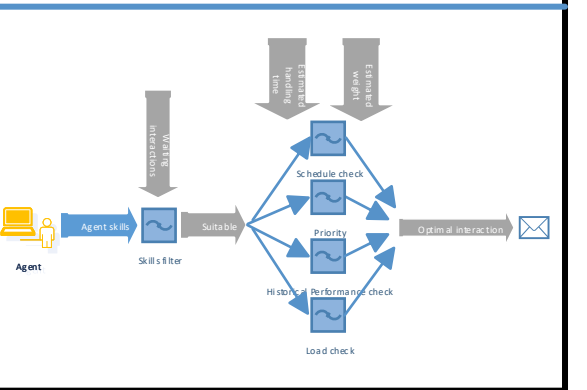 Estimated
handling
time
Estimated
weight
Waiting
interactions
Schedule check
Agent skills
Suitable
Priority
Optimal interaction
Agent
Skills filter
Historical Performance check
Load check